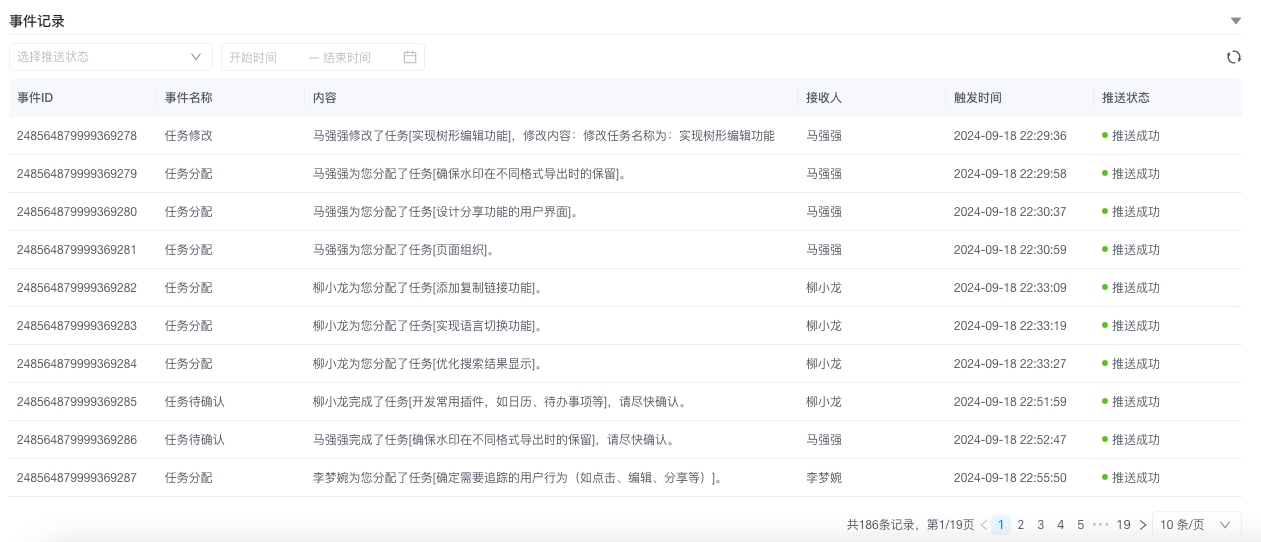 事件记录
选择推送状态 开始时间 — 结束时间
事件ID 事件名称 内容 接收人 触发时间 推送状态
248564879999369278 任务修改 马强强修改了任务[实现树形编辑功能]，修改内容：修改任务名称为：实现树形编辑功能 马强强 2024-09-18 22:29:36 推送成功
248564879999369279 任务分配 马强强为您分配了任务[确保水印在不同格式导出时的保留]。 马强强 2024-09-18 22:29:58 推送成功
248564879999369280 任务分配 马强强为您分配了任务[设计分享功能的用户界面]。 马强强 2024-09-18 22:30:37 推送成功
248564879999369281 任务分配 马强强为您分配了任务[页面组织]。 马强强 2024-09-18 22:30:59 推送成功
248564879999369282 任务分配 柳小龙为您分配了任务[添加复制链接功能]。 柳小龙 2024-09-18 22:33:09 推送成功
248564879999369283 任务分配 柳小龙为您分配了任务[实现语言切换功能]。 柳小龙 2024-09-18 22:33:19 推送成功
248564879999369284 任务分配 柳小龙为您分配了任务[优化搜索结果显示]。 柳小龙 2024-09-18 22:33:27 推送成功
248564879999369285 任务待确认 柳小龙完成了任务[开发常用插件，如日历、待办事项等]，请尽快确认。 柳小龙 2024-09-18 22:51:59 推送成功
248564879999369286 任务待确认 马强强完成了任务[确保水印在不同格式导出时的保留]，请尽快确认。 马强强 2024-09-18 22:52:47 推送成功
248564879999369287 任务分配 李梦婉为您分配了任务[确定需要追踪的用户行为（如点击、编辑、分享等）]。 李梦婉 2024-09-18 22:55:50 推送成功
共186条记录，第1/19页 1 2 3 4 5 ••• 19 10 条/页